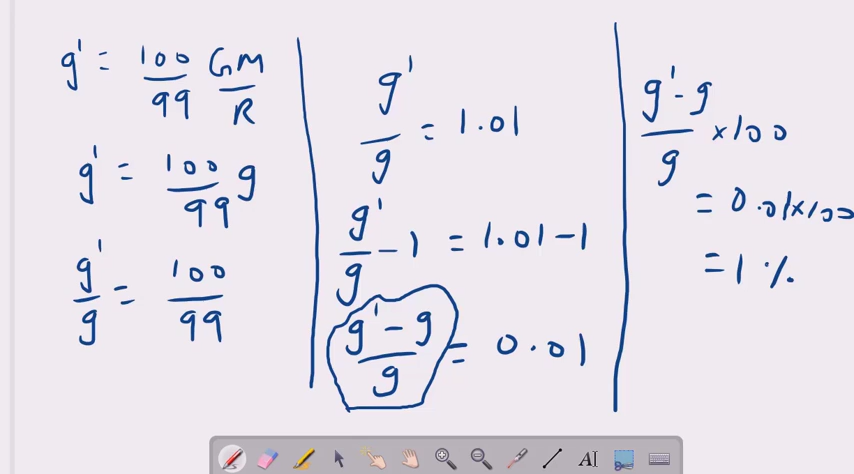 g' = 100/99 GM/R
g' = 100/99 g
g'/g = 100/99
g'/g = 1.01
g'/g - 1 = 1.01 - 1
g' - g/g = 0.01
g' - g/g × 100
= 0.01 × 100
= 1 %
AI